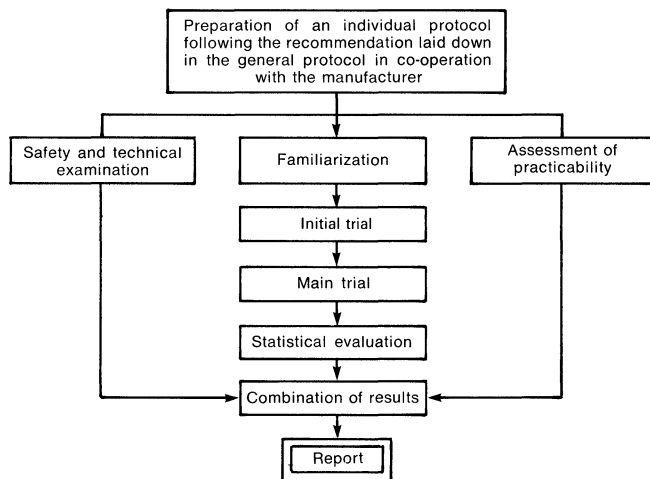 Preparation of an individual protocol
following the recommendation laid down
in the general protocol in co-operation
with the manufacturer
Safety and technical
examination
Familiarization
Assessment of
practicability
Initial trial
Main trial
Statistical evaluation
Combination of results
Report